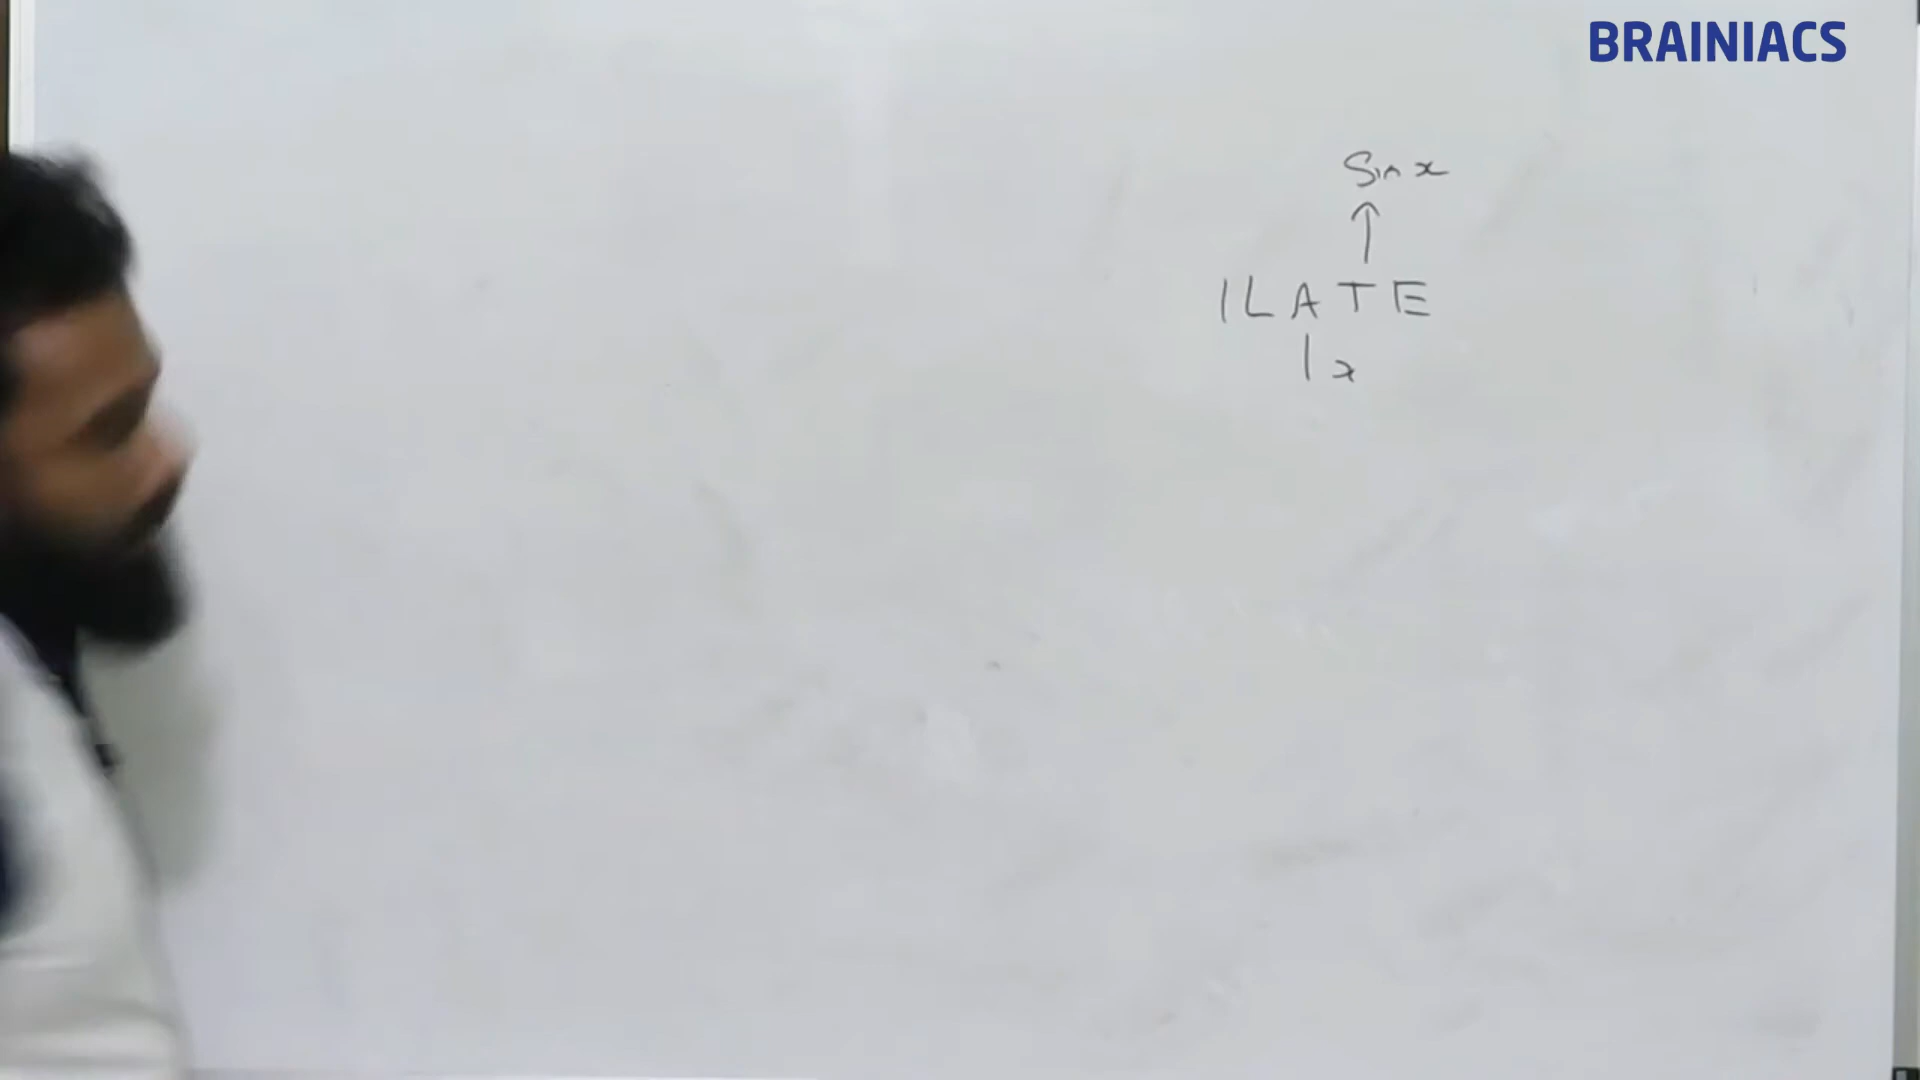 BRAINIACS
Sin x
↑
ILATE
| x